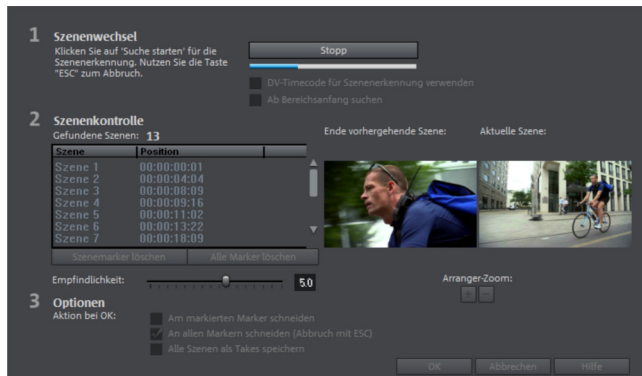 1 Szenenwechsel
Klicken Sie auf 'Suche starten' für die
Szenenerkennung. Nutzen Sie die Taste
"ESC" zum Abbruch.
Stopp
DV-Timecode für Szenenerkennung verwenden
Ab Bereichsanfang suchen
2 Szenenkontrolle
Gefundene Szenen: 13
Szene Position
Szene 1 00:00:00:01
Szene 2 00:00:04:04
Szene 3 00:00:08:09
Szene 4 00:00:09:16
Szene 5 00:00:11:02
Szene 6 00:00:13:22
Szene 7 00:00:18:09
Szenemarker löschen Alle Marker löschen
Ende vorhergehende Szene: Aktuelle Szene:
Empfindlichkeit: 5.0
Arranger-Zoom:
+ −
3 Optionen
Aktion bei OK:
Am markierten Marker schneiden
An allen Markern schneiden (Abbruch mit ESC)
Alle Szenen als Takes speichern
OK Abbrechen Hilfe